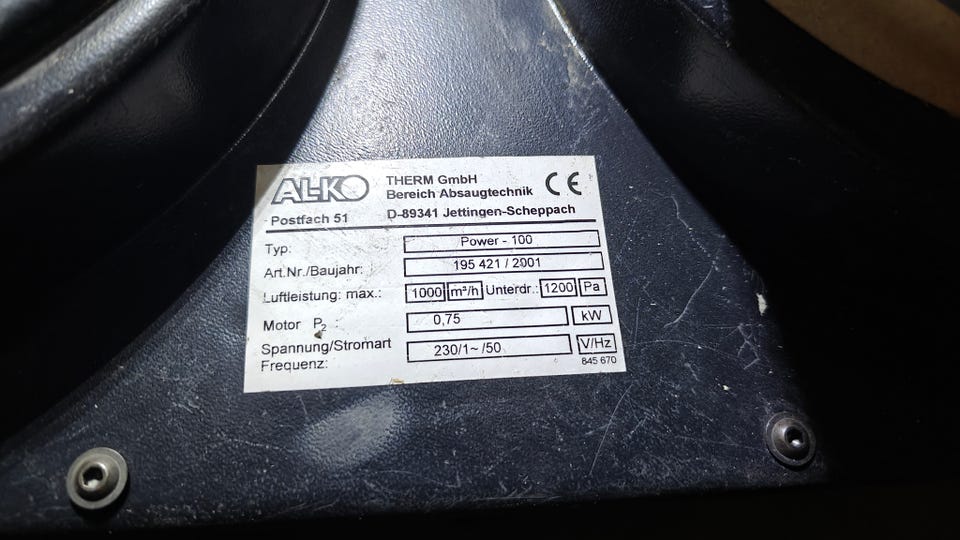 AL-KO THERM GmbH
Bereich Absaugtechnik CE
Postfach 51 D-89341 Jettingen-Scheppach
Typ: Power - 100
Art.Nr./Baujahr: 195 421 / 2001
Luftleistung: max.: 1000 m³/h Unterdr.: 1200 Pa
Motor P2 : 0,75 kW
Spannung/Stromart 230/1~ /50 V/Hz
Frequenz: 845 670